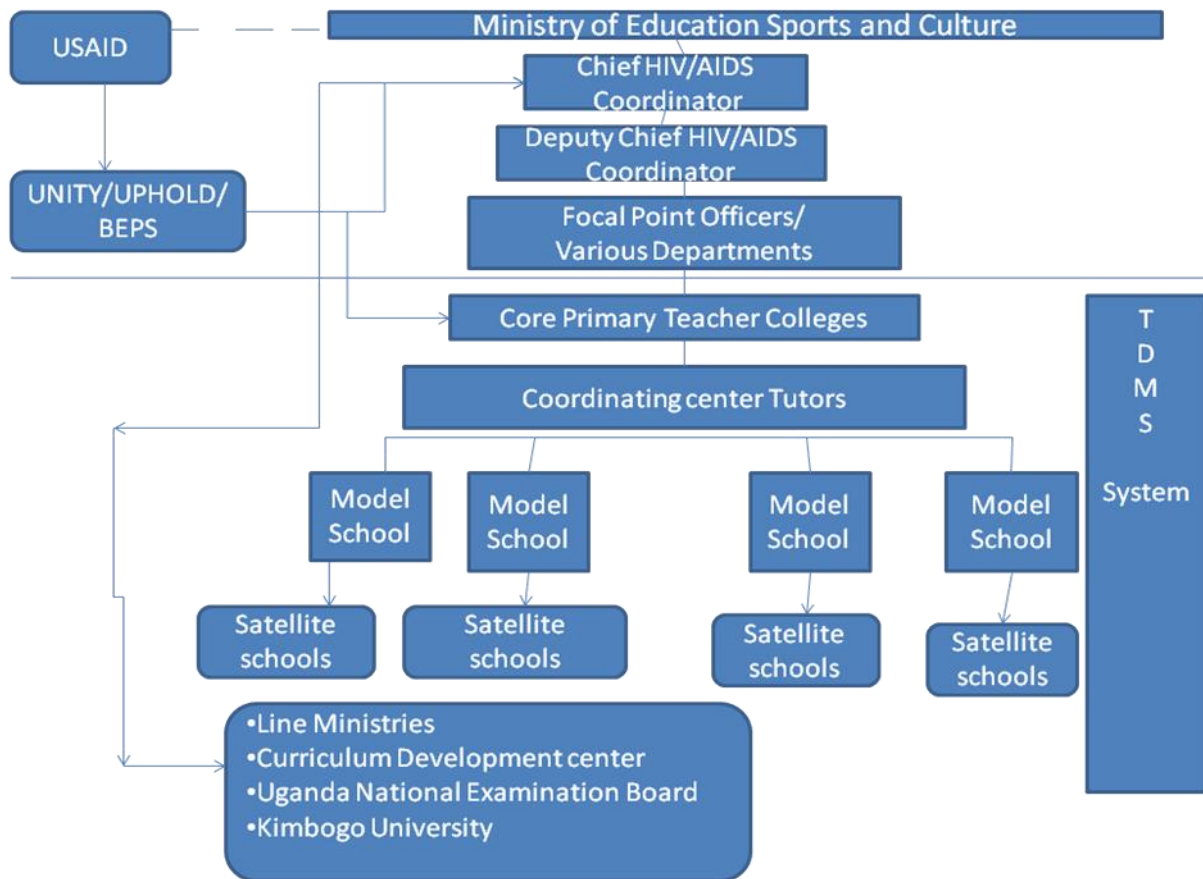 Ministry of Education Sports and Culture
USAID
Chief HIV/AIDS
Coordinator
Deputy Chief HIV/AIDS
Coordinator
UNITY/UPHOLD/
BEPS
Focal Point Officers/
Various Departments
Core Primary Teacher Colleges
T
D
M
S
System
Coordinating center Tutors
Model
School
Model
School
Model
School
Model
School
Satellite
schools
Satellite
schools
Satellite
schools
Satellite
schools
•Line Ministries
•Curriculum Development center
•Uganda National Examination Board
•Kimbogo University